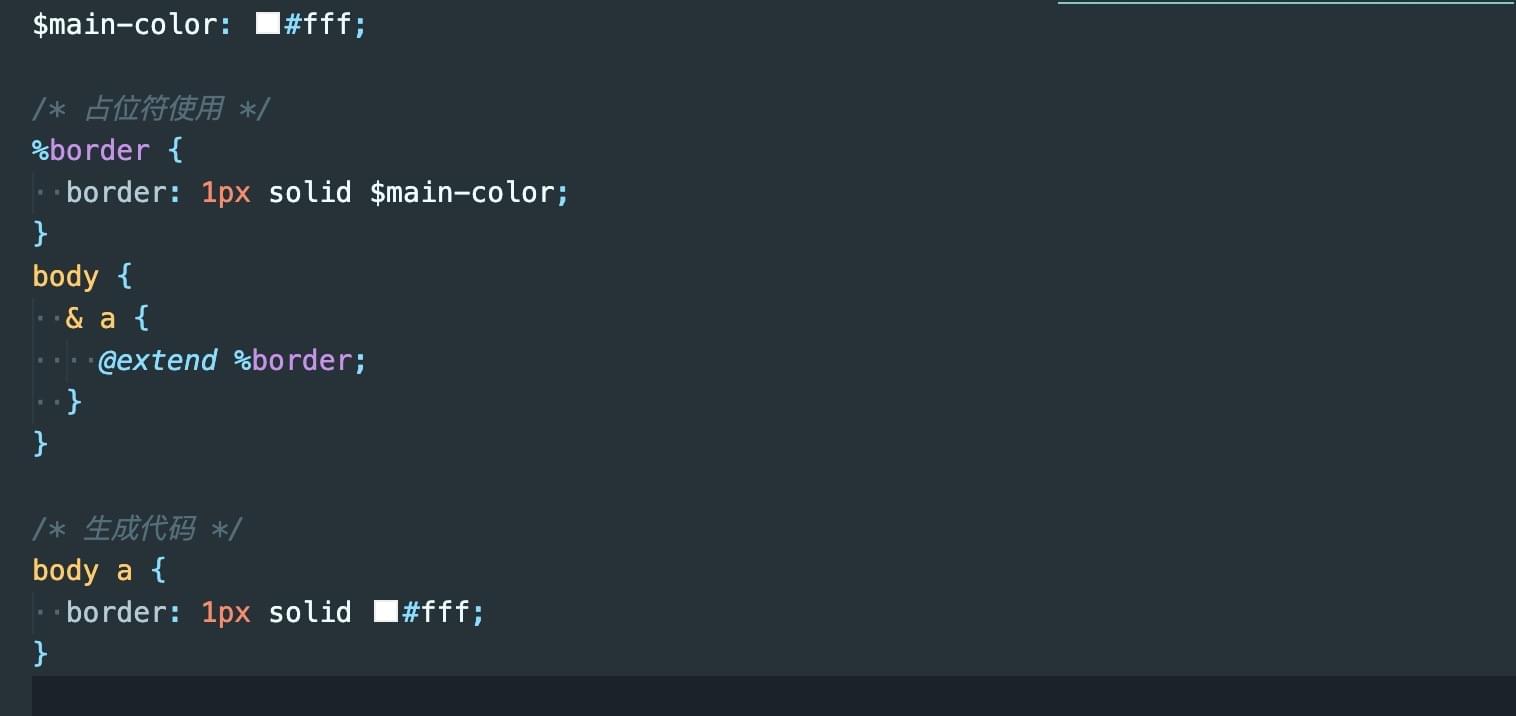 $main-color: #fff;
/* 占位符使用 */
%border {
  border: 1px solid $main-color;
}
body {
  & a {
    @extend %border;
  }
}
/* 生成代码 */
body a {
  border: 1px solid #fff;
}